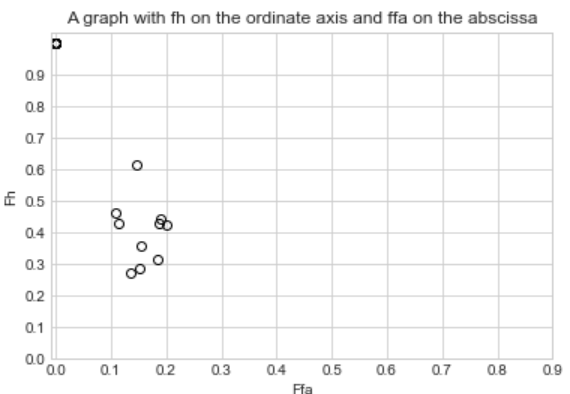 A graph with fh on the ordinate axis and ffa on the abscissa
0.9
0.8
0.7
0.6
0.5
0.4
0.3
0.2
0.1
0.0
Fh
0.0 0.1 0.2 0.3 0.4 0.5 0.6 0.7 0.8 0.9
Ffa